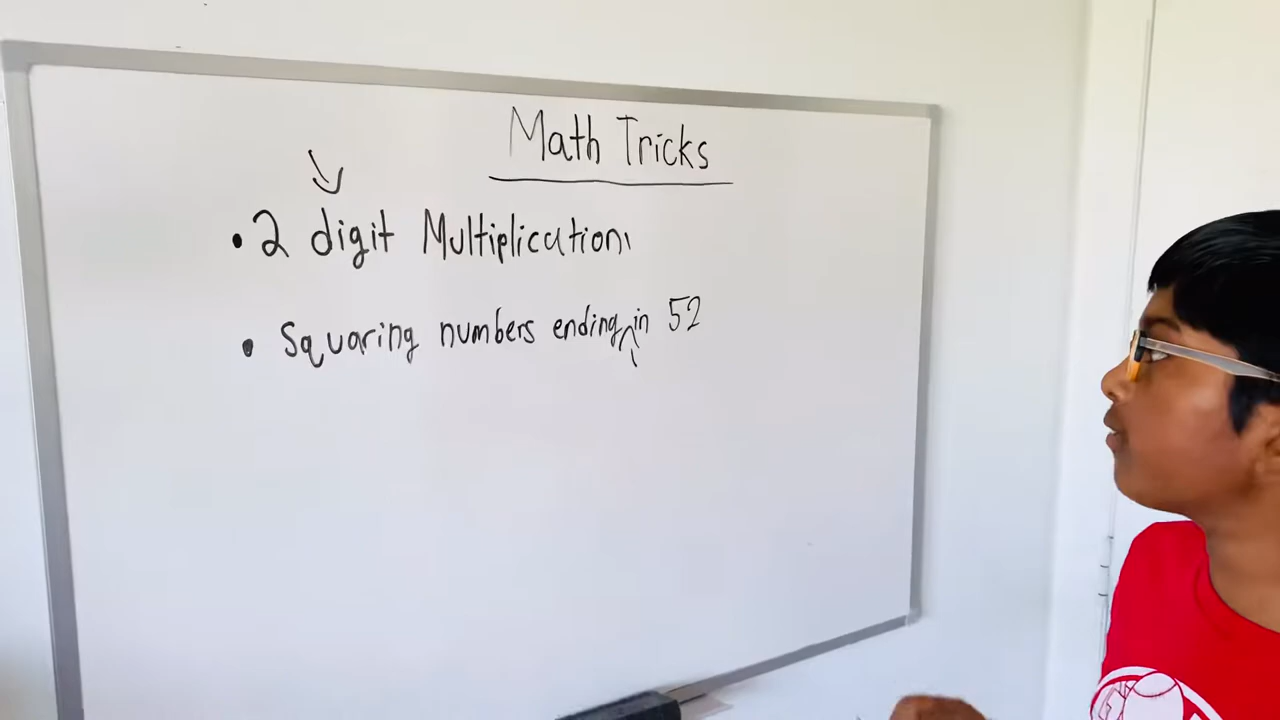 Math Tricks
• 2 digit Multiplication
• Squaring numbers ending in 52